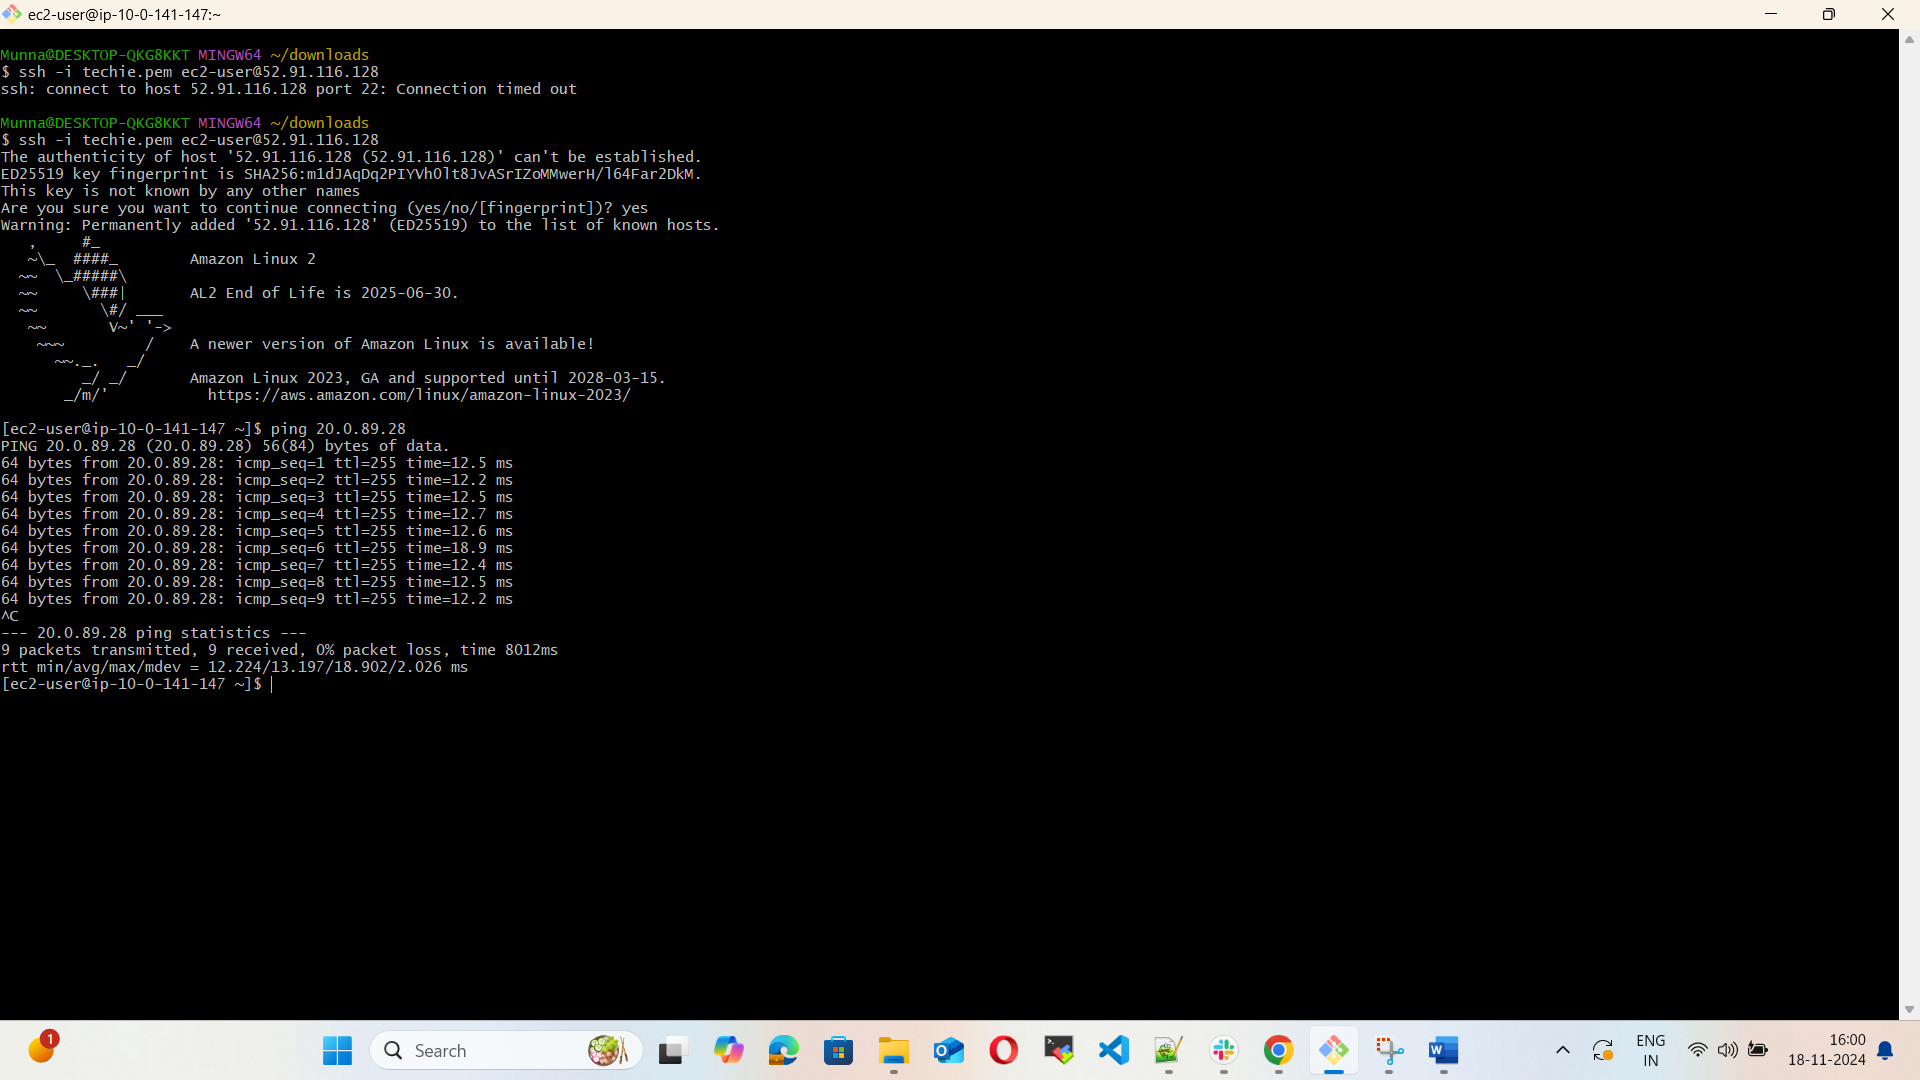 ec2-user@ip-10-0-141-147:~
Munna@DESKTOP-QKG8KKT MINGW64 ~/downloads
$ ssh -i techie.pem ec2-user@52.91.116.128
ssh: connect to host 52.91.116.128 port 22: Connection timed out
Munna@DESKTOP-QKG8KKT MINGW64 ~/downloads
$ ssh -i techie.pem ec2-user@52.91.116.128
The authenticity of host '52.91.116.128 (52.91.116.128)' can't be established.
ED25519 key fingerprint is SHA256:m1dJAqDq2PIYVhOlt8JvASrIZoMMwerH/l64Far2DkM.
This key is not known by any other names
Are you sure you want to continue connecting (yes/no/[fingerprint])? yes
Warning: Permanently added '52.91.116.128' (ED25519) to the list of known hosts.
   ,     #_
   ~\_  ####_        Amazon Linux 2
  ~~  \_#####\
  ~~     \###|       AL2 End of Life is 2025-06-30.
  ~~       \#/ ___
   ~~       V~' '->
    ~~~         /    A newer version of Amazon Linux is available!
      ~~._.   _/
         _/ _/       Amazon Linux 2023, GA and supported until 2028-03-15.
       _/m/'           https://aws.amazon.com/linux/amazon-linux-2023/
[ec2-user@ip-10-0-141-147 ~]$ ping 20.0.89.28
PING 20.0.89.28 (20.0.89.28) 56(84) bytes of data.
64 bytes from 20.0.89.28: icmp_seq=1 ttl=255 time=12.5 ms
64 bytes from 20.0.89.28: icmp_seq=2 ttl=255 time=12.2 ms
64 bytes from 20.0.89.28: icmp_seq=3 ttl=255 time=12.5 ms
64 bytes from 20.0.89.28: icmp_seq=4 ttl=255 time=12.7 ms
64 bytes from 20.0.89.28: icmp_seq=5 ttl=255 time=12.6 ms
64 bytes from 20.0.89.28: icmp_seq=6 ttl=255 time=18.9 ms
64 bytes from 20.0.89.28: icmp_seq=7 ttl=255 time=12.4 ms
64 bytes from 20.0.89.28: icmp_seq=8 ttl=255 time=12.5 ms
64 bytes from 20.0.89.28: icmp_seq=9 ttl=255 time=12.2 ms
^C
--- 20.0.89.28 ping statistics ---
9 packets transmitted, 9 received, 0% packet loss, time 8012ms
rtt min/avg/max/mdev = 12.224/13.197/18.902/2.026 ms
[ec2-user@ip-10-0-141-147 ~]$
1
Search
ENG
IN
16:00
18-11-2024